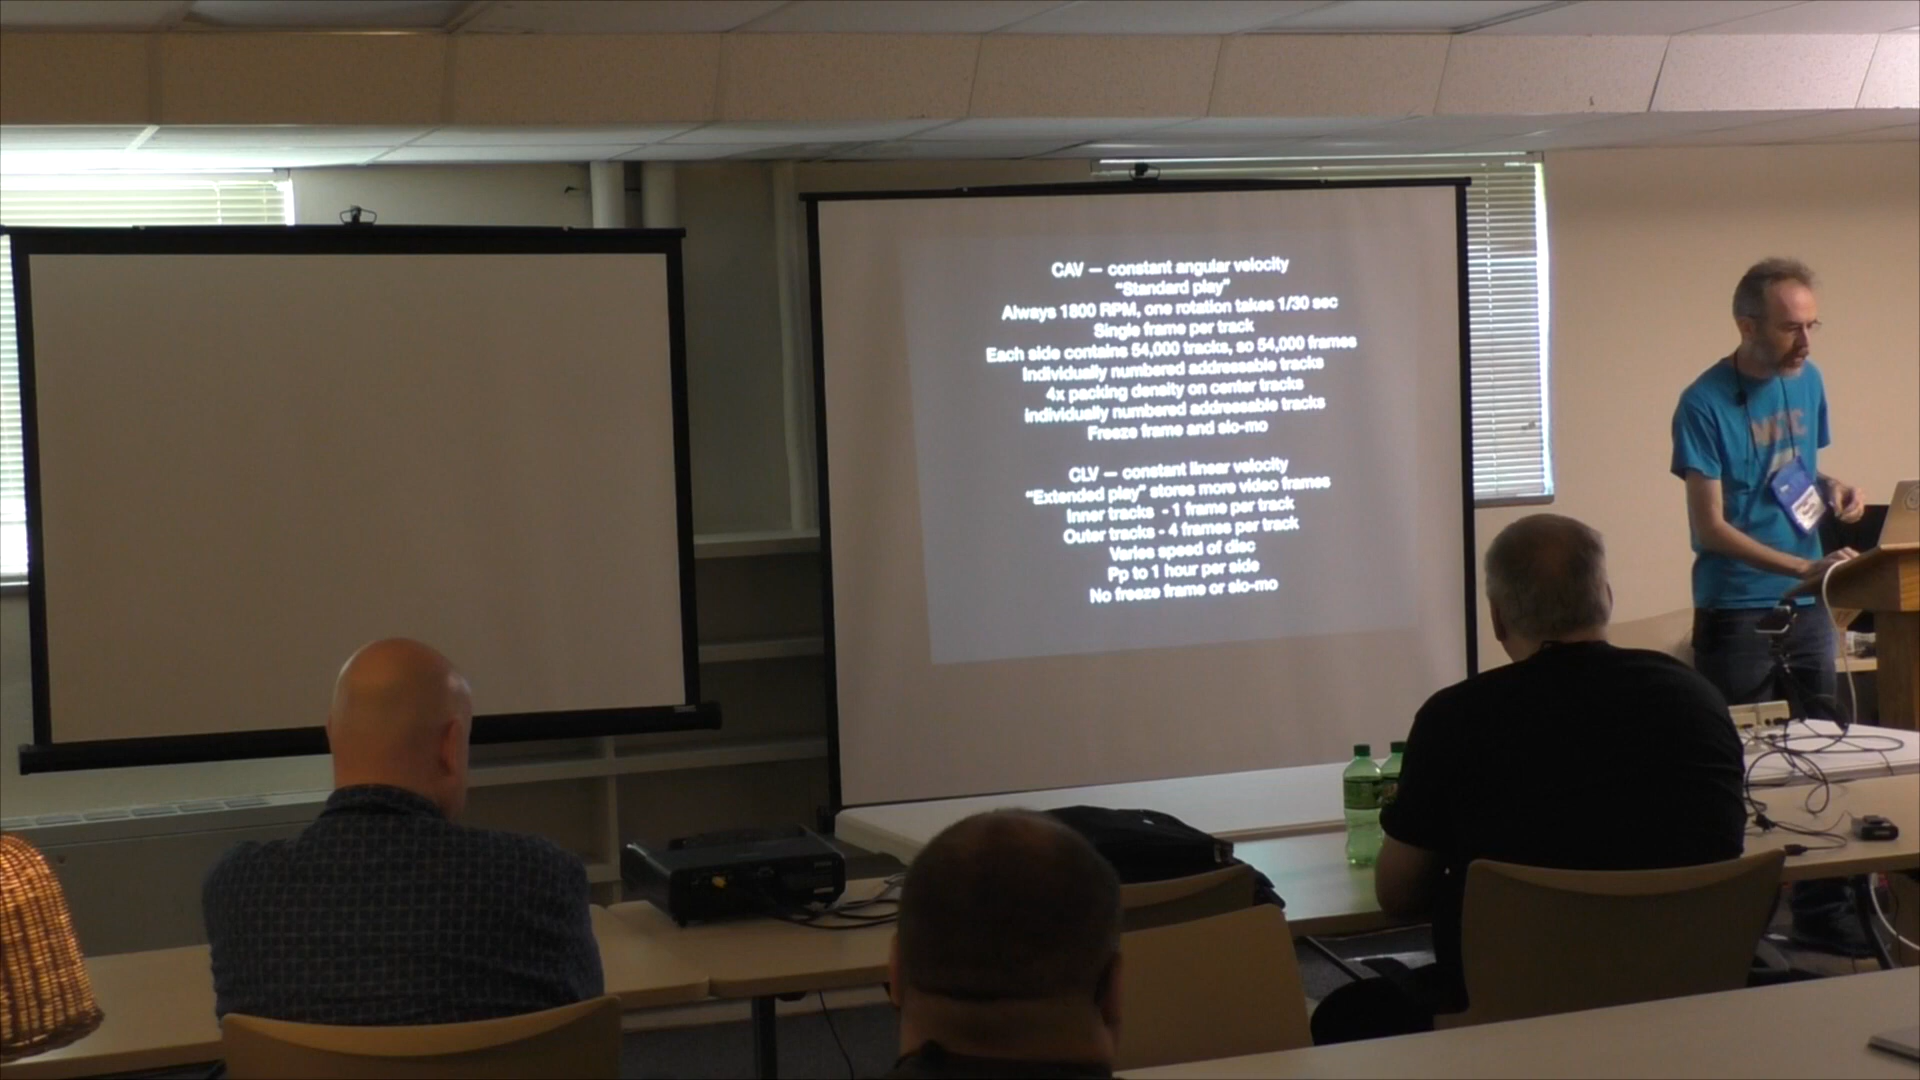 CAV — constant angular velocity
“Standard play”
Always 1800 RPM, one rotation takes 1/30 sec
Single frame per track
Each side contains 54,000 tracks, so 54,000 frames
Individually numbered addressable tracks
4x packing density on center tracks
individually numbered addressable tracks
Freeze frame and slo-mo
CLV — constant linear velocity
“Extended play” stores more video frames
Inner tracks - 1 frame per track
Outer tracks - 4 frames per track
Varies speed of disc
Pp to 1 hour per side
No freeze frame or slo-mo